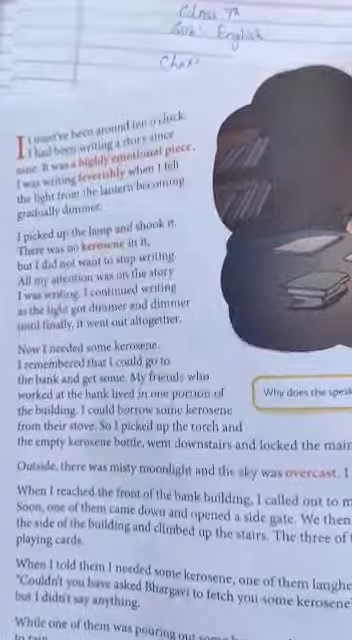 Class 7th
Sub: English
It must've been around ten o'clock.
I had been writing a story since
nine. It was a highly emotional piece.
I was writing feverishly when I felt
the light from the lantern becoming
gradually dimmer.
I picked up the lamp and shook it.
There was no kerosene in it,
but I did not want to stop writing.
All my attention was on the story
I was writing. I continued writing
as the light got dimmer and dimmer
until finally, it went out altogether.
Now I needed some kerosene.
I remembered that I could go to
the bank and get some. My friends who
worked at the bank lived in one portion of
the building. I could borrow some kerosene
from their stove. So I picked up the torch and
the empty kerosene bottle, went downstairs and locked the main
Why does the speak
Outside, there was misty moonlight and the sky was overcast. I
When I reached the front of the bank building, I called out to m
Soon, one of them came down and opened a side gate. We then
the side of the building and climbed up the stairs. The three of t
playing cards.
When I told them I needed some kerosene, one of them laughe
"Couldn't you have asked Bhargavi to fetch you some kerosene?
but I didn't say anything.
While one of them was pouring out some
to rain